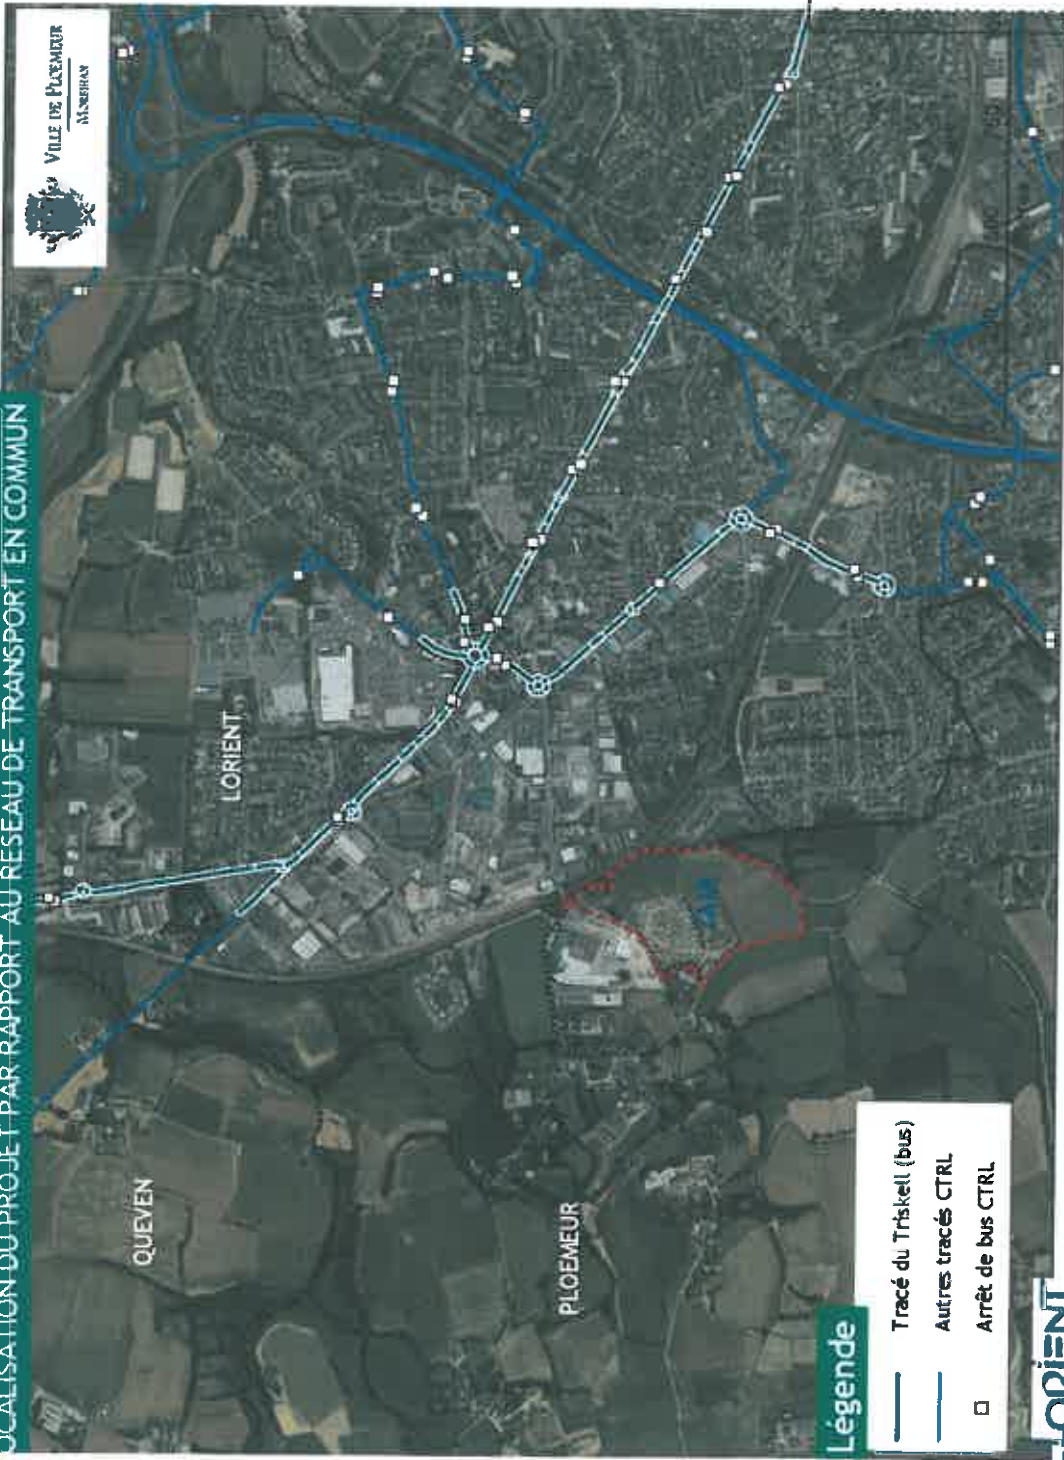 LOCALISATION DU PROJET PAR RAPPORT AU RESEAU DE TRANSPORT EN COMMUN
VILLE DE PLOEMEUR
MORBIHAN
QUEVEN
LORIENT
PLOEMEUR
Légende
Tracé du Triskell (bus)
Autres tracés CTRL
Arrêt de bus CTRL
LORIENT